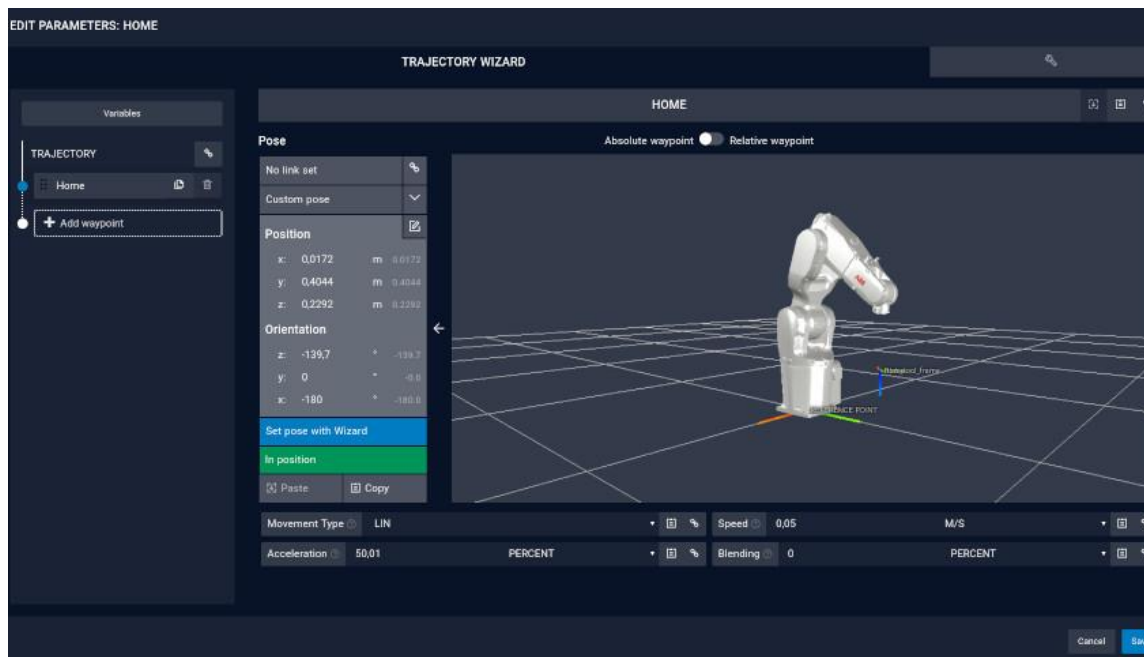 EDIT PARAMETERS: HOME
TRAJECTORY WIZARD
Variables
HOME
Pose
Absolute waypoint
Relative waypoint
TRAJECTORY
No link set
Home
Custom pose
Add waypoint
Position
x: 0,0172 m 0.0172
y: 0,4044 m 0.4044
z: 0,2292 m 0.2292
Orientation
z: -139,7 ° -139.7
y: 0 ° -0.0
x: -180 ° -180.0
ABB
REFERENCE POINT
Set pose with Wizard
In position
Paste
Copy
Movement Type LIN
Speed 0,05 M/S
Acceleration 50,01 PERCENT
Blending 0 PERCENT
Cancel